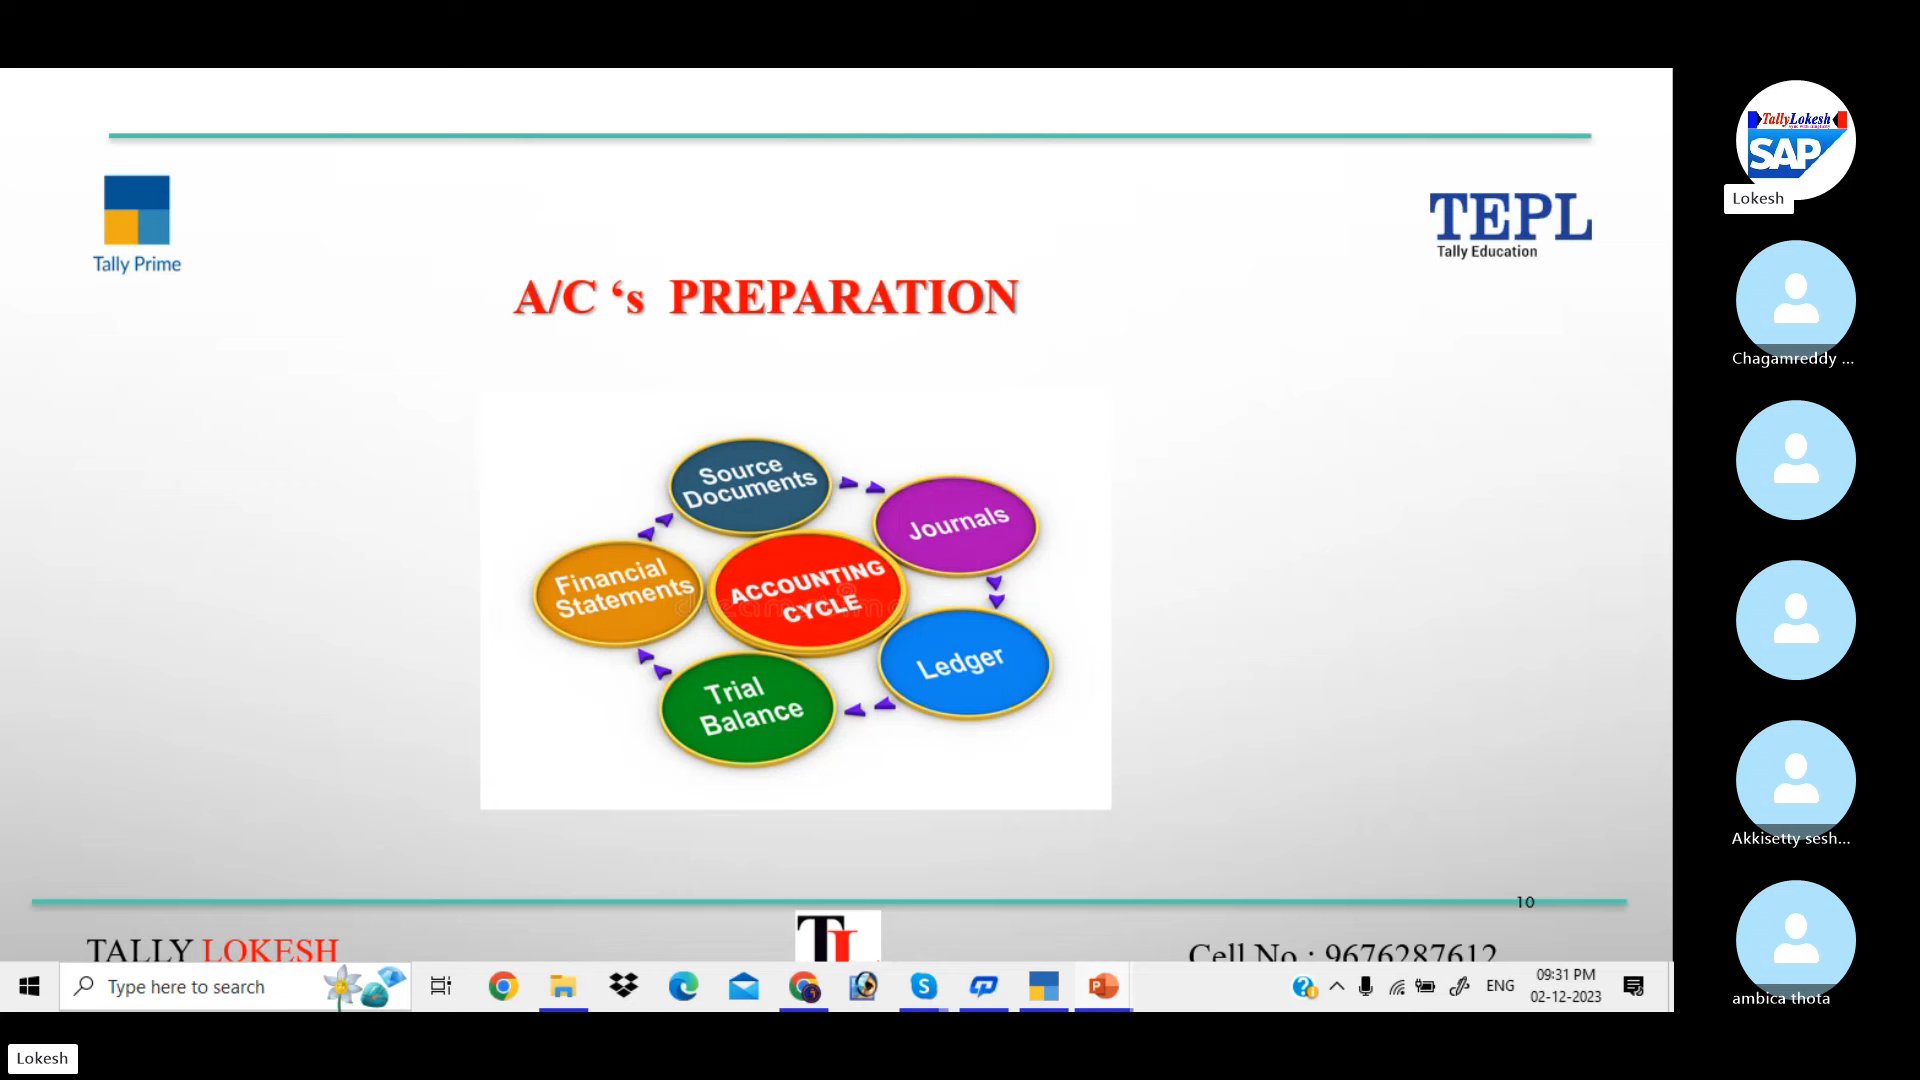 Tally Prime
TEPL
Tally Education
A/C ‘s PREPARATION
Source
Documents
Journals
Financial
Statements
ACCOUNTING
CYCLE
Ledger
Trial
Balance
10
TALLY LOKESH
TL
Cell No : 9676287612
Type here to search
ENG
09:31 PM
02-12-2023
TallyLokesh
SAP
Lokesh
Chagamreddy ...
Akkisetty sesh...
ambica thota
Lokesh